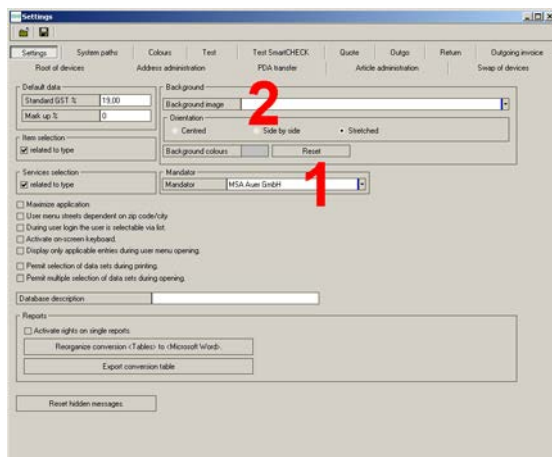 Settings
Settings System paths Colours Test Test SmartCHECK Quote Outgo Return Outgoing invoice
Root of devices Address administration PDA transfer Article administration Swap of devices
Default data
Standard GST % 19,00
Mark up % 0
Background
Background image
2
Orientation
Centred Side by side Stretched
Background colours Reset
Item selection
related to type
Services selection
related to type
Mandator
Mandator MSA Auer GmbH
1
Maximize application
User menu streets dependent on zip code/city
During user login the user is selectable via list.
Activate on-screen keyboard.
Display only applicable entries during user menu opening.
Permit selection of data sets during printing.
Permit multiple selection of data sets during opening.
Database description
Reports
Activate rights on single reports
Reorganize conversion <Tables> to <Microsoft Word>.
Export conversion table
Reset hidden messages